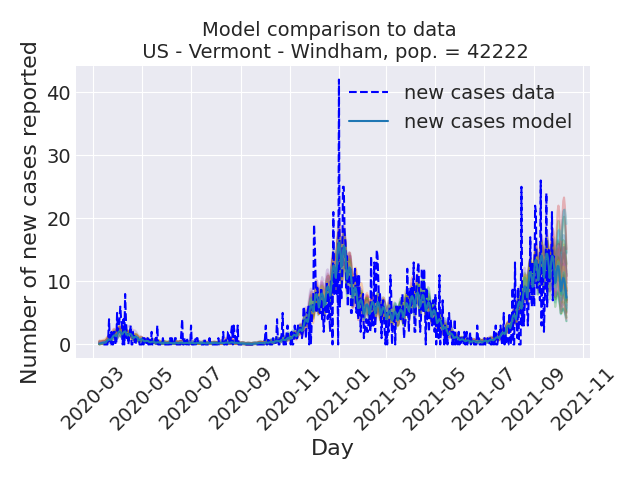 Model comparison to data
US - Vermont - Windham, pop. = 42222
Number of new cases reported
40
30
20
10
0
new cases data
new cases model
2020-03
2020-05
2020-07
2020-09
2020-11
2021-01
2021-03
2021-05
2021-07
2021-09
2021-11
Day